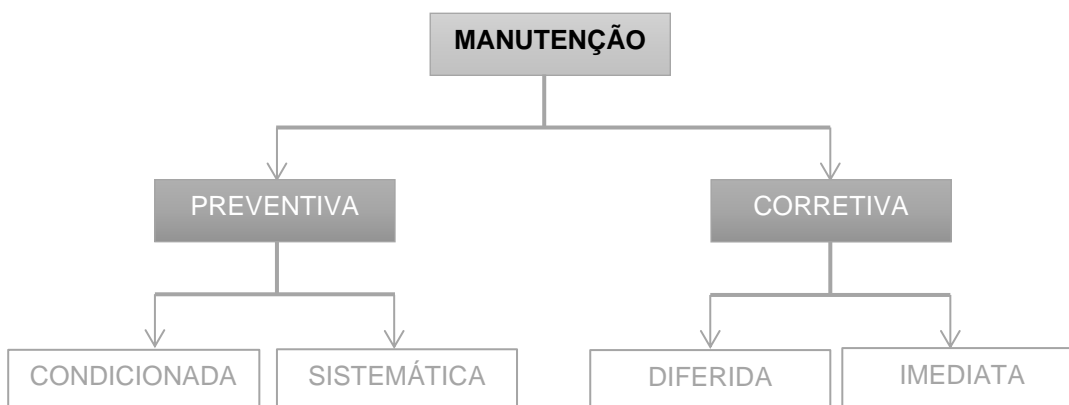 MANUTENÇÃO
PREVENTIVA
CORRETIVA
CONDICIONADA
SISTEMÁTICA
DIFERIDA
IMEDIATA